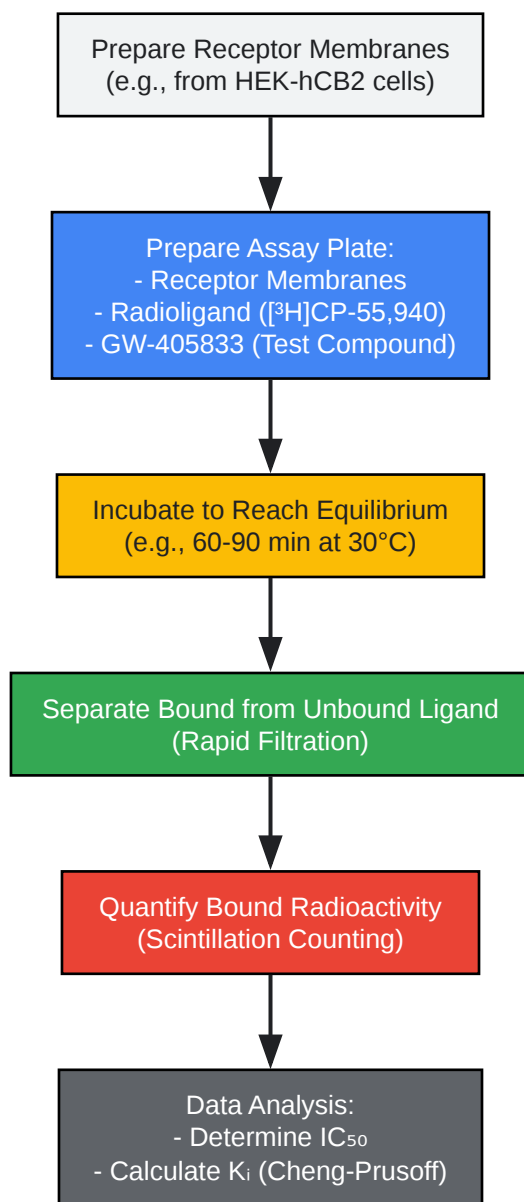 Prepare Receptor Membranes
(e.g., from HEK-hCB2 cells)
Prepare Assay Plate:
- Receptor Membranes
- Radioligand ([³H]CP-55,940)
- GW-405833 (Test Compound)
Incubate to Reach Equilibrium
(e.g., 60-90 min at 30°C)
Separate Bound from Unbound Ligand
(Rapid Filtration)
Quantify Bound Radioactivity
(Scintillation Counting)
Data Analysis:
- Determine IC₅₀
- Calculate Kᵢ (Cheng-Prusoff)